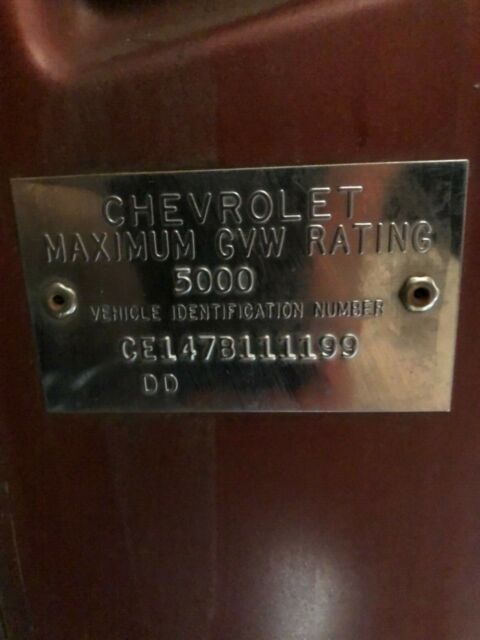 CHEVROLET
MAXIMUM GVW RATING
5000
VEHICLE IDENTIFICATION NUMBER
CE147B111199
DD